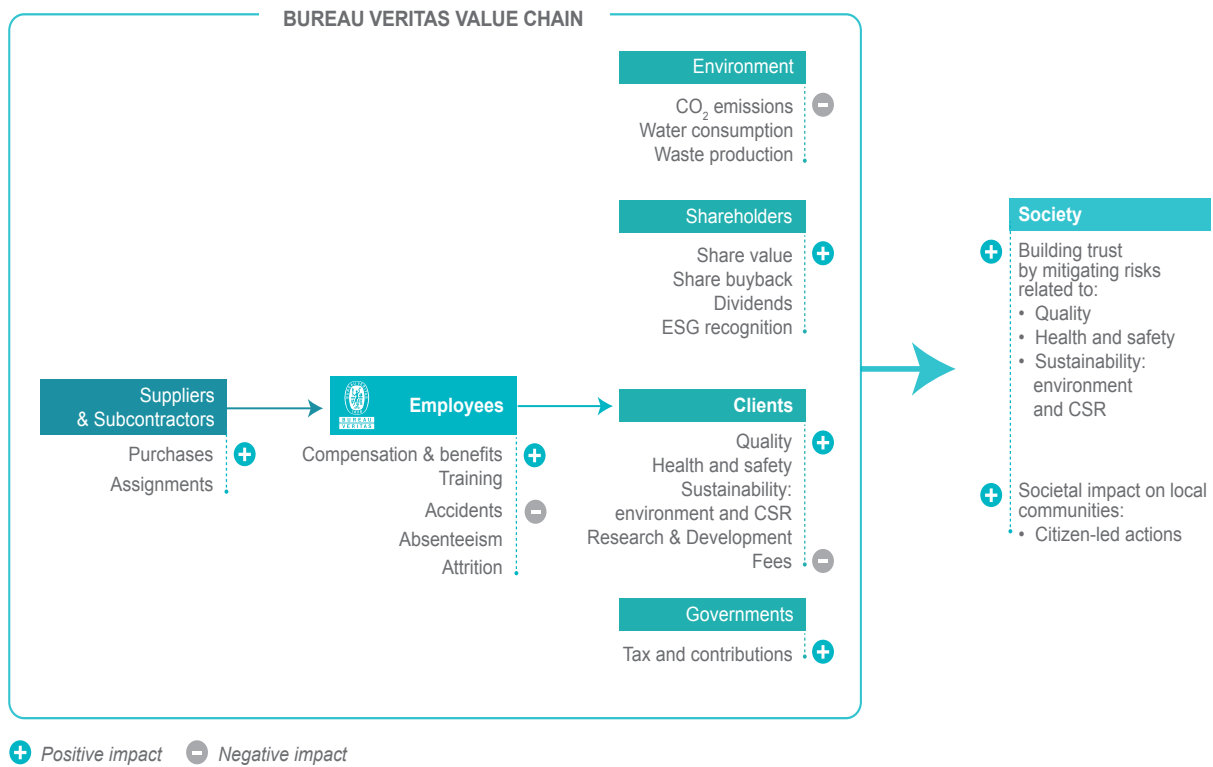 BUREAU VERITAS VALUE CHAIN
Environment
CO2 emissions
Water consumption
Waste production
Shareholders
Share value
Share buyback
Dividends
ESG recognition
Suppliers
& Subcontractors
Purchases
Assignments
BUREAU
VERITAS
Employees
Compensation & benefits
Training
Accidents
Absenteeism
Attrition
Clients
Quality
Health and safety
Sustainability:
environment and CSR
Research & Development
Fees
Governments
Tax and contributions
Society
Building trust
by mitigating risks
related to:
• Quality
• Health and safety
• Sustainability:
environment
and CSR
Societal impact on local
communities:
• Citizen-led actions
Positive impact
Negative impact